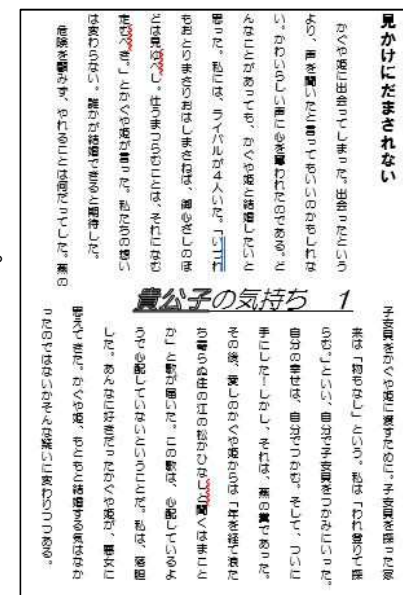 見かけにだまされない
かぐや姫に出会ってしまった。出会ったという
より、声を聞いたと言ってもいいのかもしれな
い。かわいらしい声に心を奪われたのである。ど
んなことがあっても、かぐや姫と結婚したいと
思った。私には、ライバルが4人いた。「いづれ
もおとりまさりおはしまさねば、御心ざしのほ
どは見ゆべし。仕うまつらむことは、それになむ
定むべき。」とかぐや姫が言った。私たちの想い
は変わらない。誰かが結婚できると期待した。
危険を顧みず、やれることは何だってした。燕の
貴公子の気持ち 1
子安貝をかぐや姫に渡すために。子安貝を探った家
来は「物もなし」という。私は「われ登りて探
らむ。」といい、自分で子安貝をつかみにいった。
自分の幸せは、自分でつかむ。そして、ついに
手にした!しかし、それは、燕の糞であった。
その後、愛しのかぐや姫からは「年を経て浪た
ち寄らぬ住の江の松かひなしと聞くはまこと
か」と歌が届いた。この歌は、心配しているよ
うで心配していないということだ。私は、落胆
した。あんなに好きだったかぐや姫が、悪女に
思えてきた。かぐや姫、もともと結婚する気はなか
ったのではないかそんな疑いに変わりつつある。